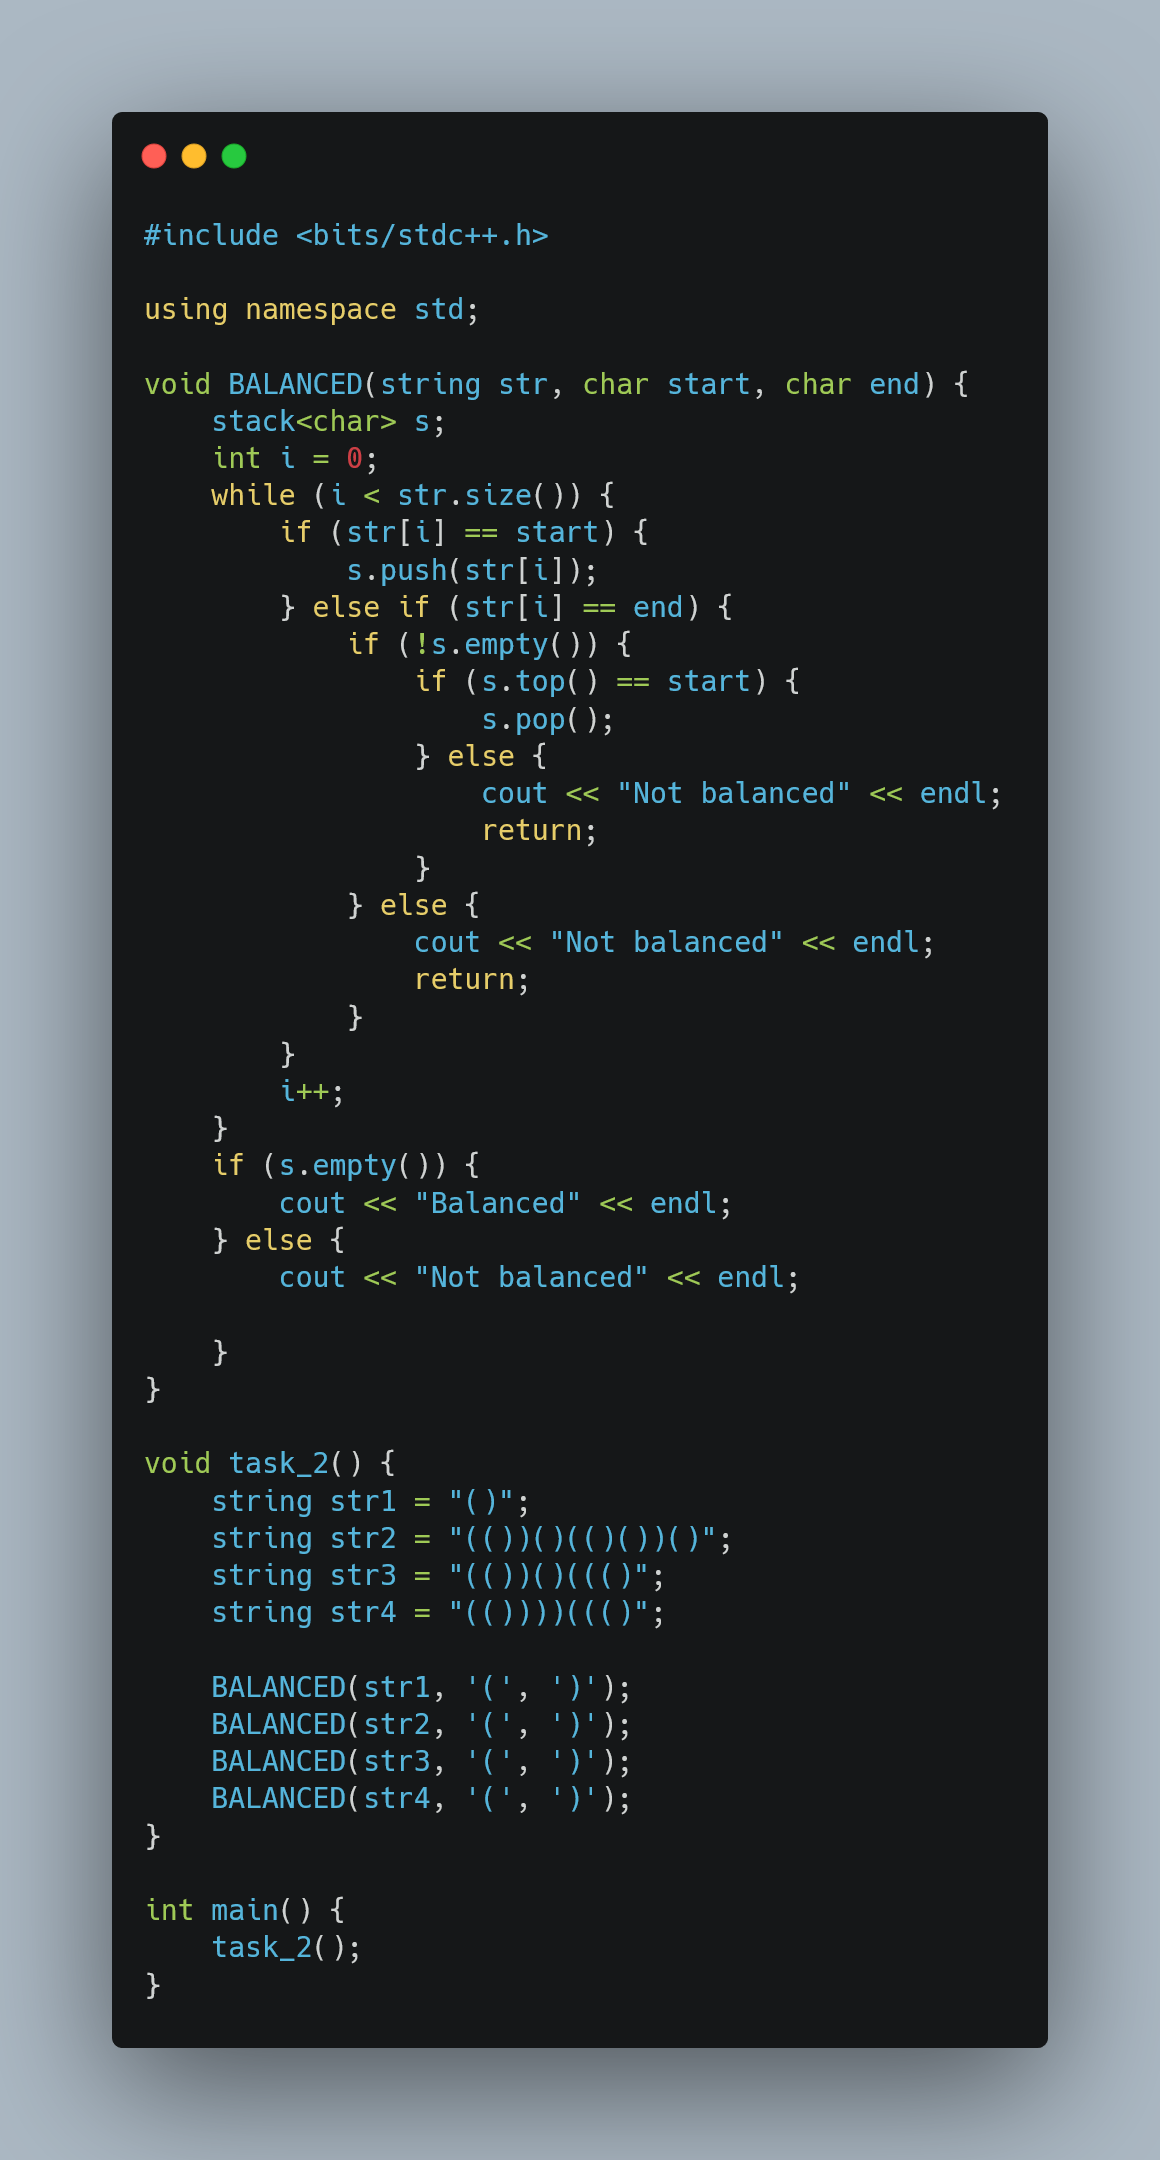 #include <bits/stdc++.h>

using namespace std;

void BALANCED(string str, char start, char end) {
    stack<char> s;
    int i = 0;
    while (i < str.size()) {
        if (str[i] == start) {
            s.push(str[i]);
        } else if (str[i] == end) {
            if (!s.empty()) {
                if (s.top() == start) {
                    s.pop();
                } else {
                    cout << "Not balanced" << endl;
                    return;
                }
            } else {
                cout << "Not balanced" << endl;
                return;
            }
        }
        i++;
    }
    if (s.empty()) {
        cout << "Balanced" << endl;
    } else {
        cout << "Not balanced" << endl;

    }
}

void task_2() {
    string str1 = "()";
    string str2 = "(())()(()())()";
    string str3 = "(())()((()";
    string str4 = "(())))((()";

    BALANCED(str1, '(', ')');
    BALANCED(str2, '(', ')');
    BALANCED(str3, '(', ')');
    BALANCED(str4, '(', ')');
}

int main() {
    task_2();
}